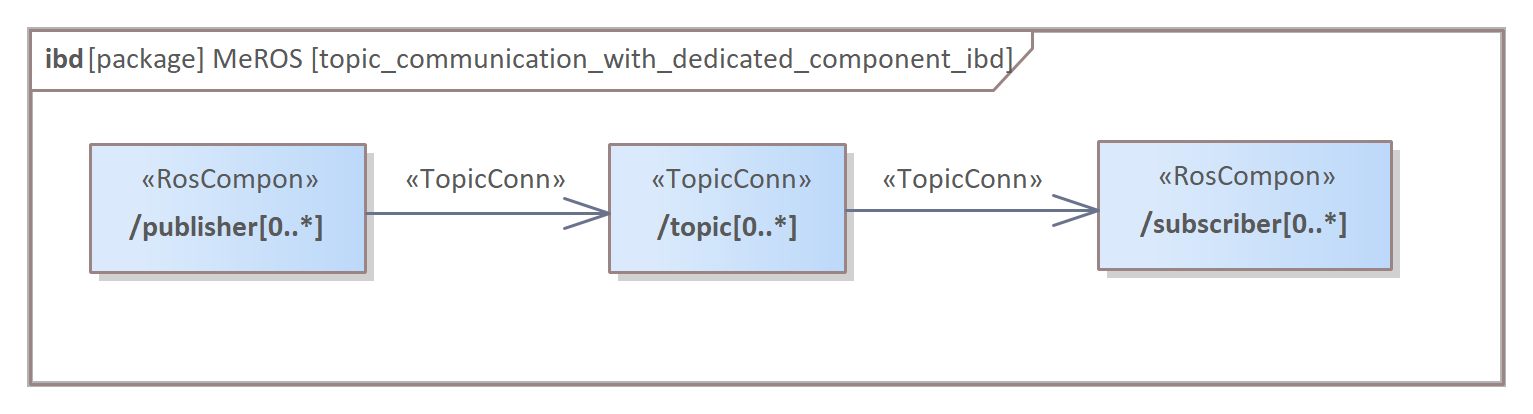 ibd [package] MeROS [topic_communication_with_dedicated_component_ibd]
«RosCompon»
/publisher[0..*]
«TopicConn»
«TopicConn»
/topic[0..*]
«TopicConn»
«RosCompon»
/subscriber[0..*]